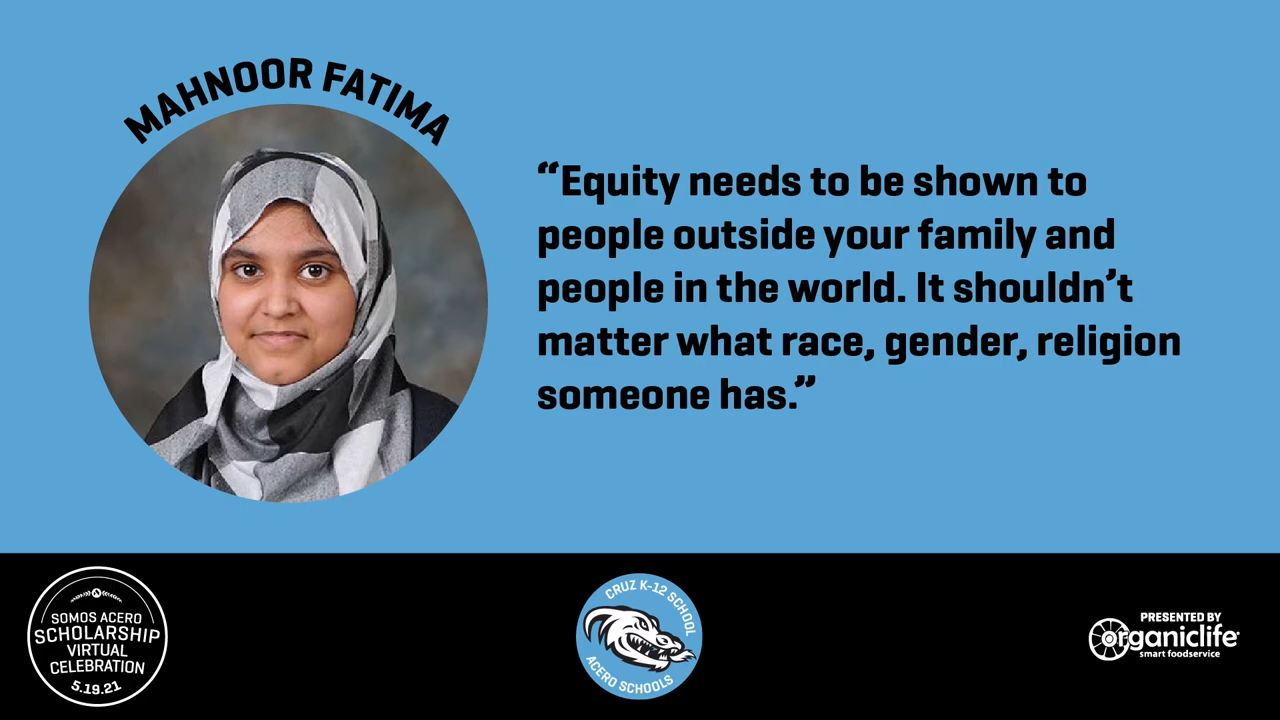 MAHNOOR FATIMA
“Equity needs to be shown to
people outside your family and
people in the world. It shouldn’t
matter what race, gender, religion
someone has.”
SOMOS ACERO
SCHOLARSHIP
VIRTUAL
CELEBRATION
5.19.21
CRUZ K-12 SCHOOL
ACERO SCHOOLS
PRESENTED BY
organiclife
smart foodservice